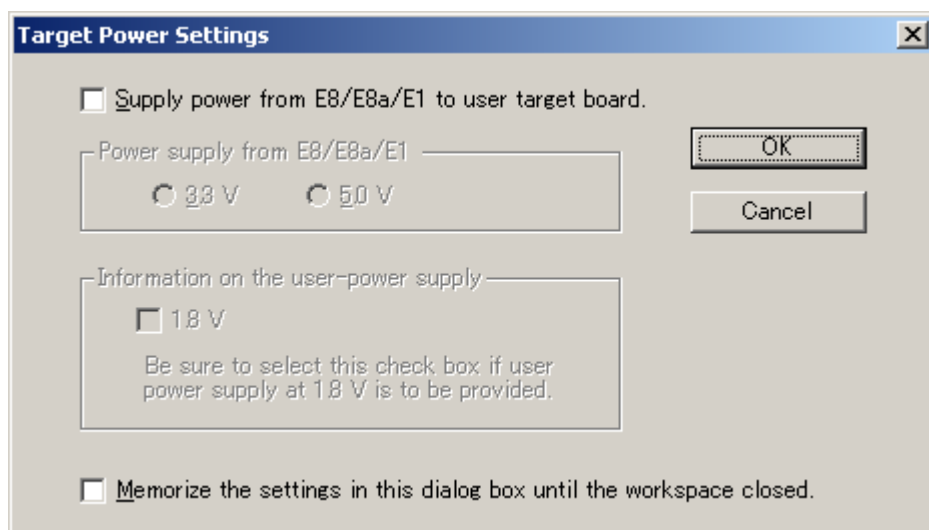 Target Power Settings
Supply power from E8/E8a/E1 to user target board.
Power supply from E8/E8a/E1
3.3 V 5.0 V
OK
Cancel
Information on the user-power supply
1.8 V
Be sure to select this check box if user
power supply at 1.8 V is to be provided.
Memorize the settings in this dialog box until the workspace closed.